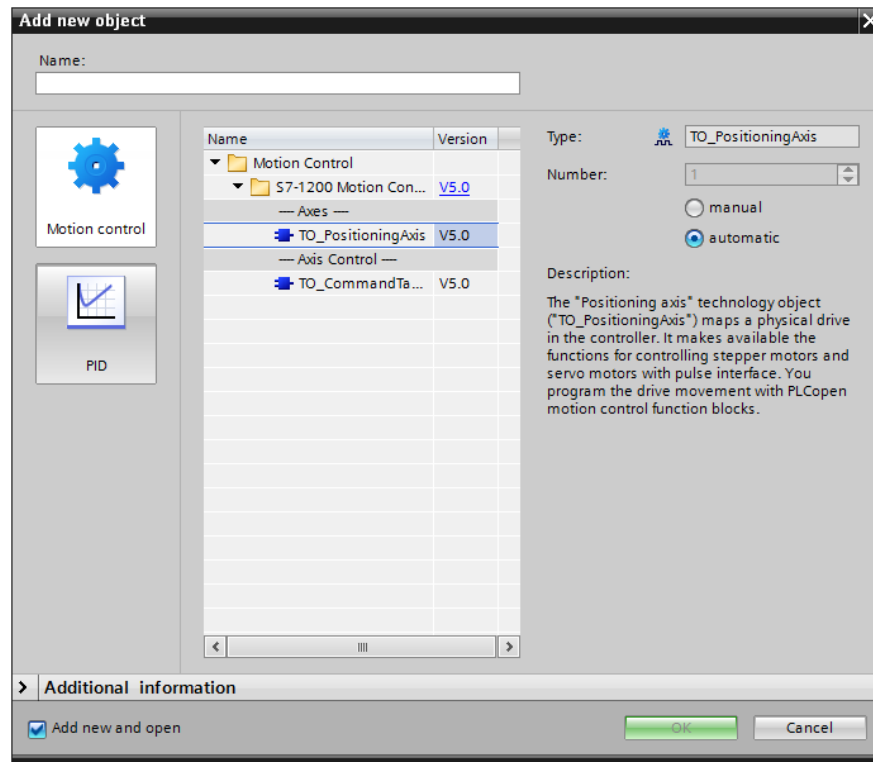 Add new object
Name:
Motion control
PID
Name Version
Motion Control
S7-1200 Motion Con... V5.0
— Axes —
TO_PositioningAxis V5.0
— Axis Control —
TO_CommandTa... V5.0
Type: TO_PositioningAxis
Number: 1
manual
automatic
Description:
The "Positioning axis" technology object
("TO_PositioningAxis") maps a physical drive
in the controller. It makes available the
functions for controlling stepper motors and
servo motors with pulse interface. You
program the drive movement with PLCopen
motion control function blocks.
Additional information
Add new and open
OK Cancel